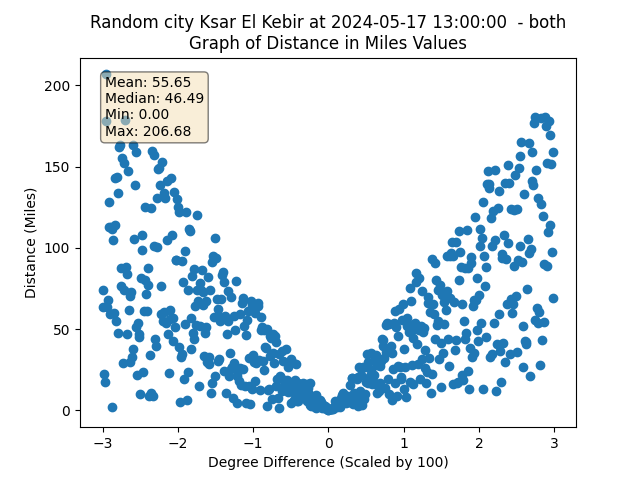 Random city Ksar El Kebir at 2024-05-17 13:00:00  - both
Graph of Distance in Miles Values
Mean: 55.65
Median: 46.49
Min: 0.00
Max: 206.68
200
150
100
50
0
Distance (Miles)
−3
−2
−1
0
1
2
3
Degree Difference (Scaled by 100)